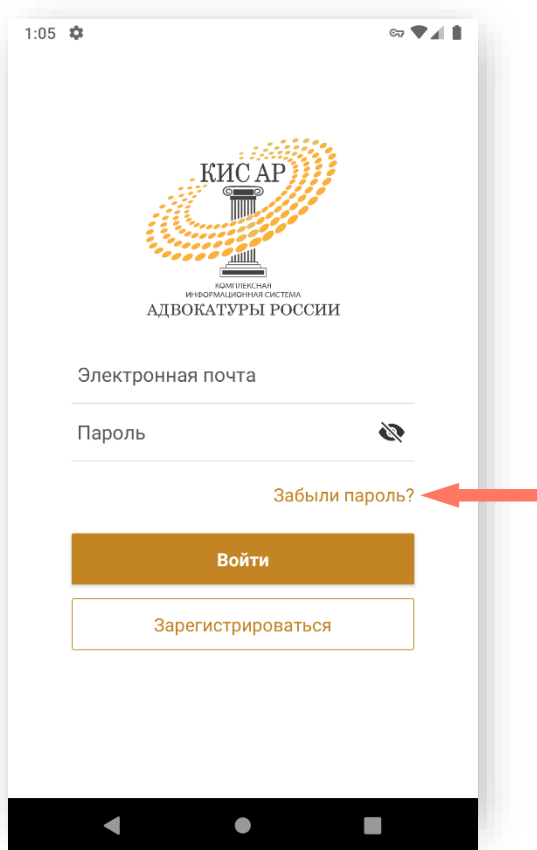 1:05
КИС АР
КОМПЛЕКСНАЯ
ИНФОРМАЦИОННАЯ СИСТЕМА
АДВОКАТУРЫ РОССИИ
Электронная почта
Пароль
Забыли пароль?
Войти
Зарегистрироваться